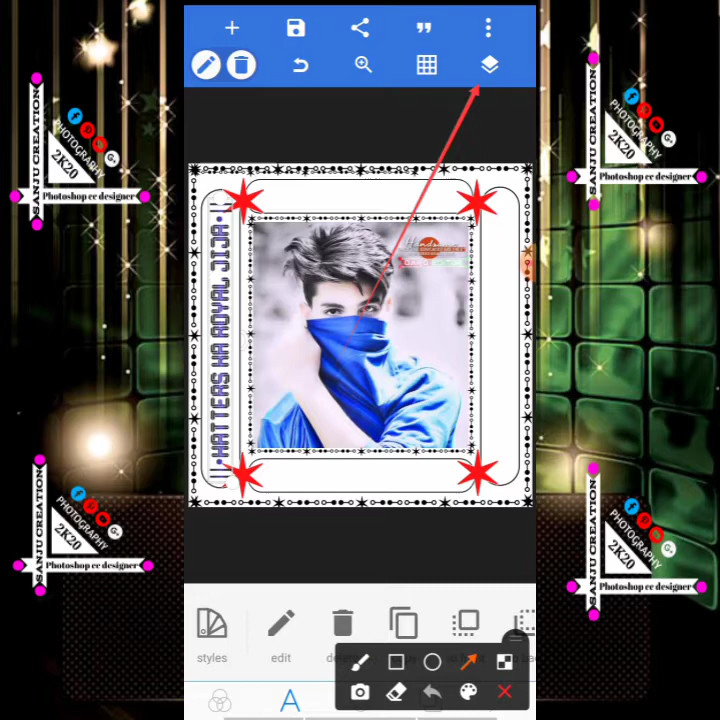 SANJU CREATION
PHOTOGRAPHY
2K20
Photoshop cc designer
SANJU CREATION
PHOTOGRAPHY
2K20
Photoshop cc designer
||•HATTERS KA ROYAL JIJA•||
SANJU CREATION
PHOTOGRAPHY
2K20
Photoshop cc designer
SANJU CREATION
PHOTOGRAPHY
2K20
Photoshop cc designer
styles
edit
A